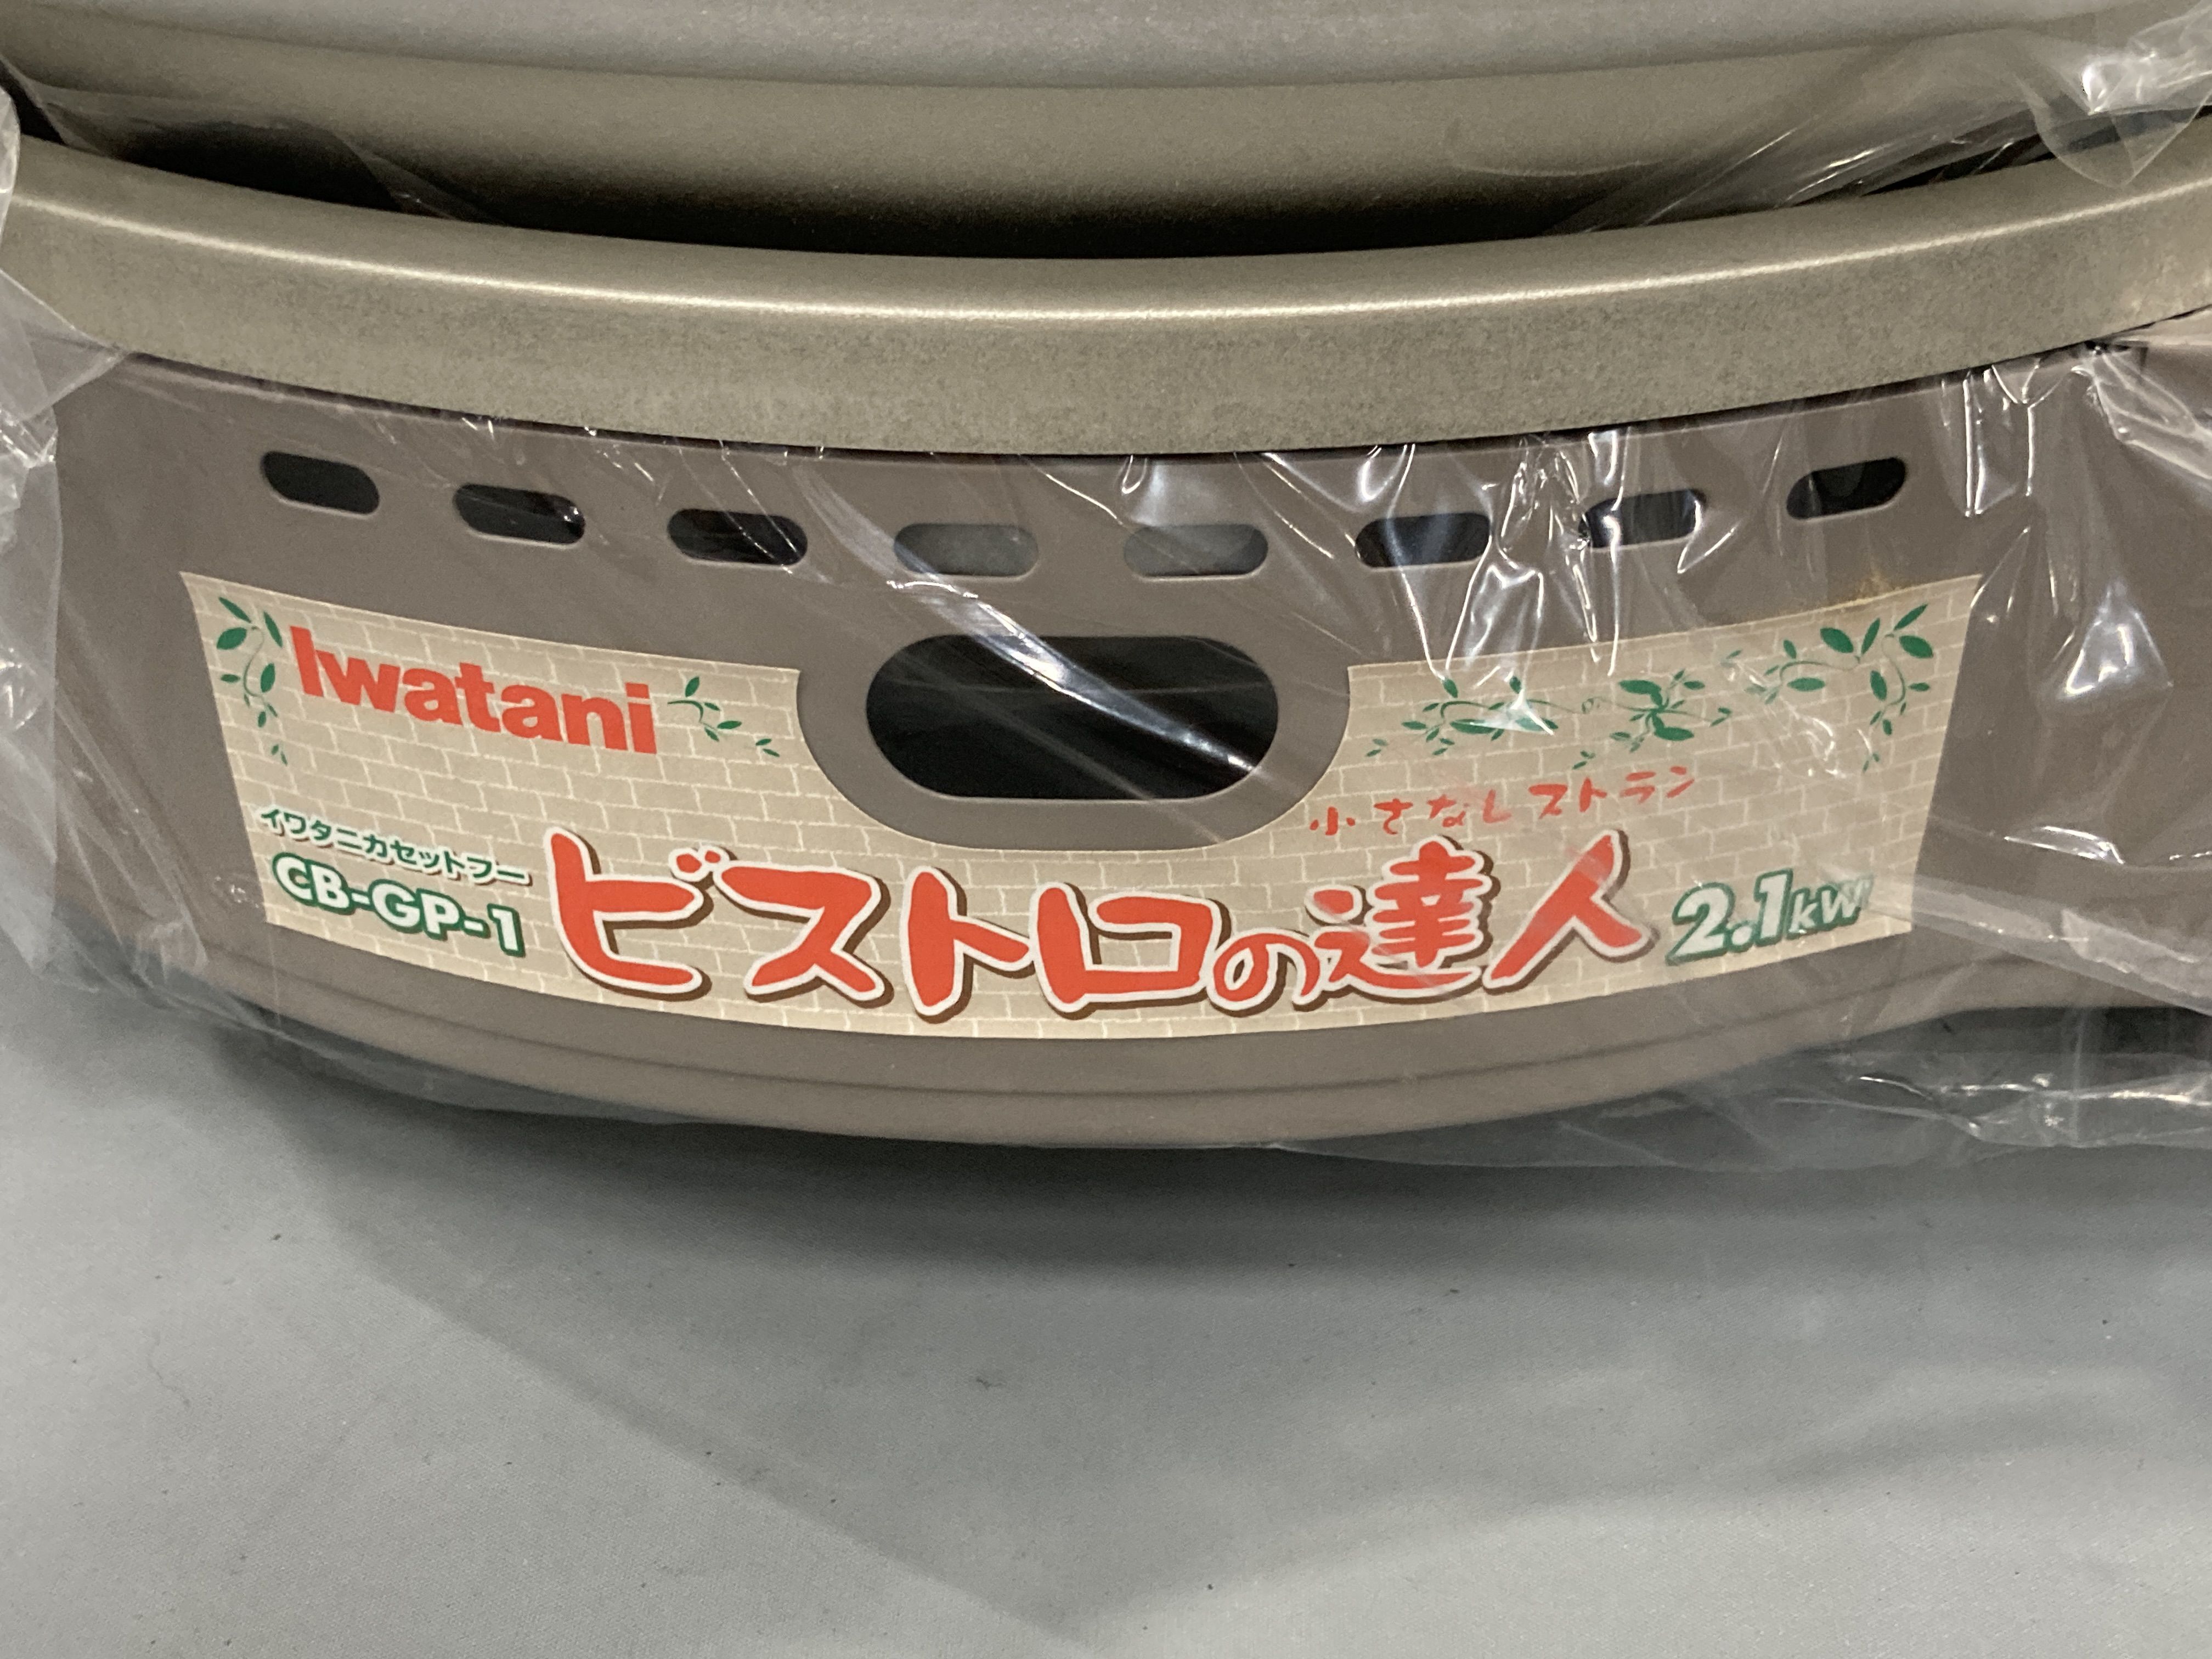 Iwatani
小さなレストラン
イワタニカセットフー
CB-GP-1
ビストロの達人
2.1kW